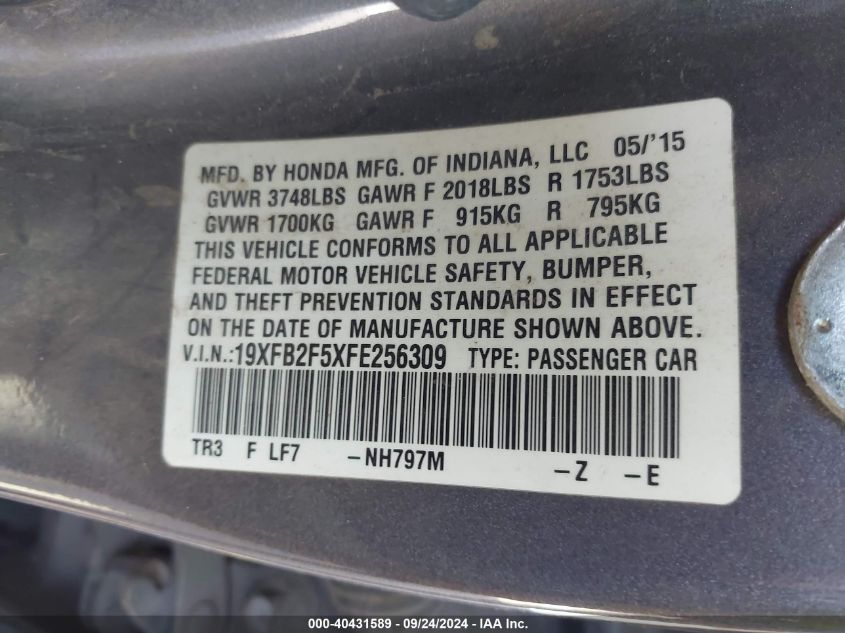 MFD. BY HONDA MFG. OF INDIANA, LLC 05/'15
GVWR 3748LBS GAWR F 2018LBS R 1753LBS
GVWR 1700KG GAWR F 915KG R 795KG
THIS VEHICLE CONFORMS TO ALL APPLICABLE
FEDERAL MOTOR VEHICLE SAFETY, BUMPER,
AND THEFT PREVENTION STANDARDS IN EFFECT
ON THE DATE OF MANUFACTURE SHOWN ABOVE.
V.I.N.:19XFB2F5XFE256309 TYPE: PASSENGER CAR
TR3 F LF7 -NH797M -Z -E
000-40431589 - 09/24/2024 - IAA Inc.